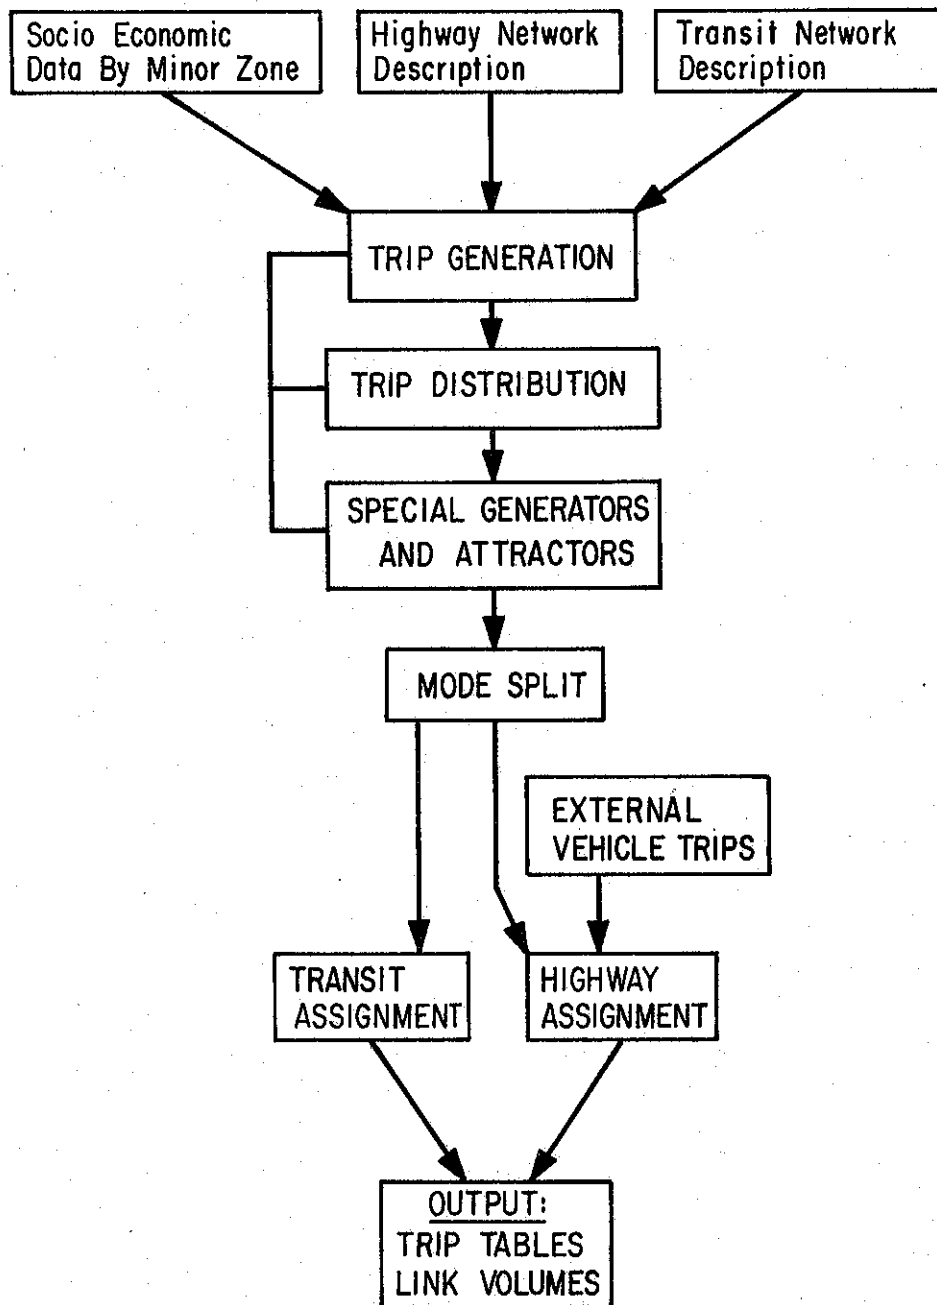 Socio Economic
Data By Minor Zone
Highway Network
Description
Transit Network
Description
TRIP GENERATION
TRIP DISTRIBUTION
SPECIAL GENERATORS
AND ATTRACTORS
MODE SPLIT
EXTERNAL
VEHICLE TRIPS
TRANSIT
ASSIGNMENT
HIGHWAY
ASSIGNMENT
OUTPUT:
TRIP TABLES
LINK VOLUMES